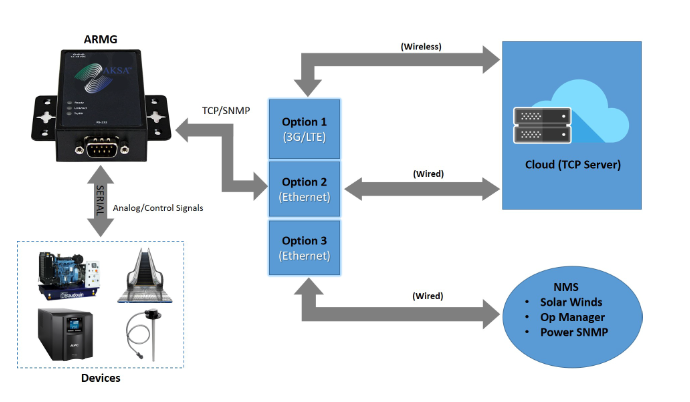 ARMG
AKSA
TCP/SNMP
SERIAL
Analog/Control Signals
Devices
Option 1
(3G/LTE)
Option 2
(Ethernet)
Option 3
(Ethernet)
(Wireless)
(Wired)
(Wired)
Cloud (TCP Server)
NMS
• Solar Winds
• Op Manager
• Power SNMP